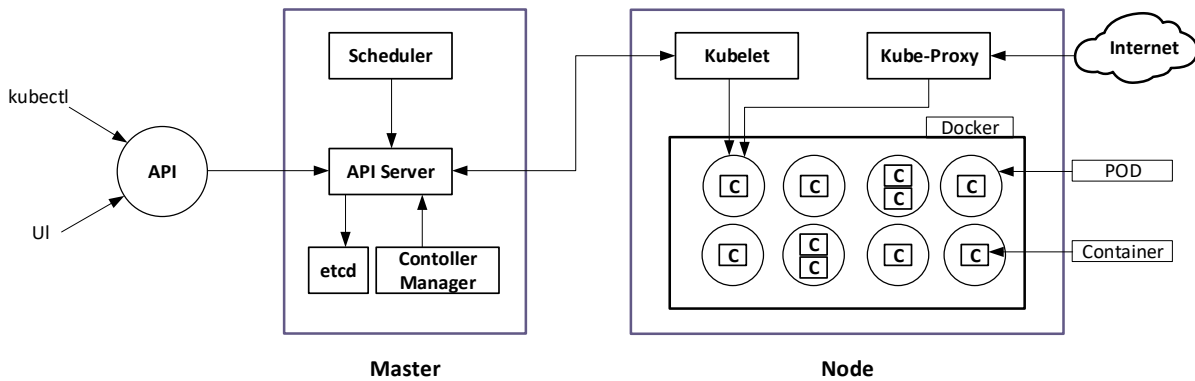 kubectl
UI
API
Scheduler
API Server
etcd
Contoller
Manager
Master
Kubelet
Kube-Proxy
Internet
Docker
C
C
C
C
C
C
C
C
C
C
POD
Container
Node